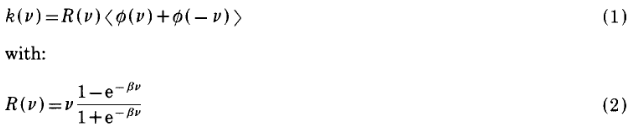 k(ν)=R(ν)⟨ϕ(ν)+ϕ(−ν)⟩ (1)
with:
R(ν)=ν (1−e^{−βν})/(1+e^{−βν}) (2)